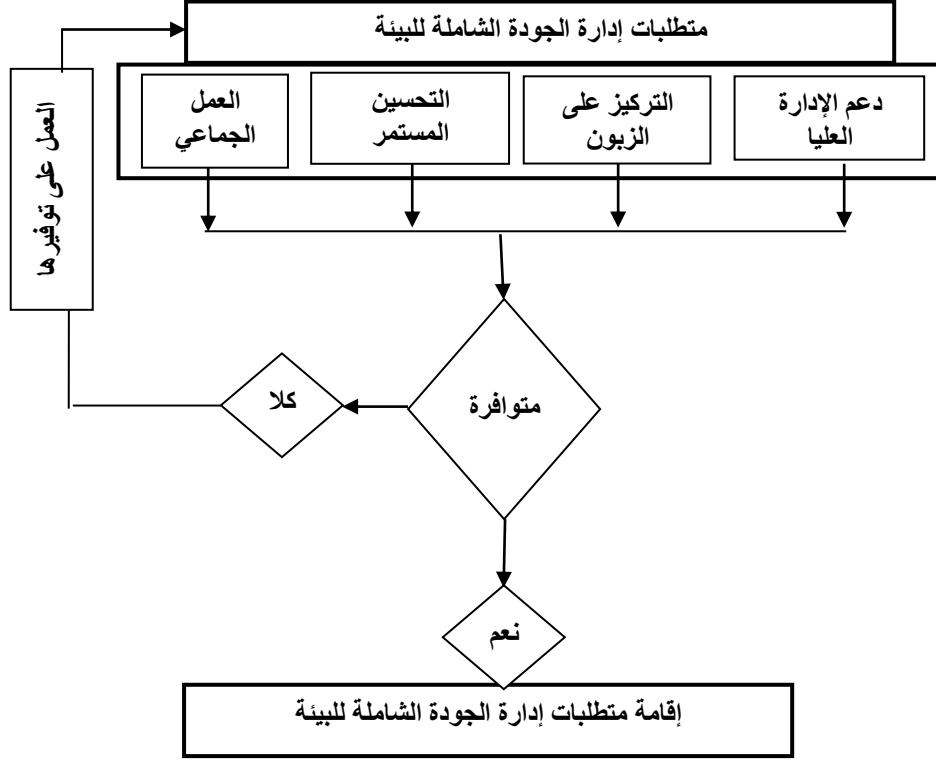 متطلبات إدارة الجودة الشاملة للبيئة
دعم الإدارة
العليا
التركيز على
الزبون
التحسين
المستمر
العمل
الجماعي
العمل على توفيرها
متوافرة
كلا
نعم
إقامة متطلبات إدارة الجودة الشاملة للبيئة